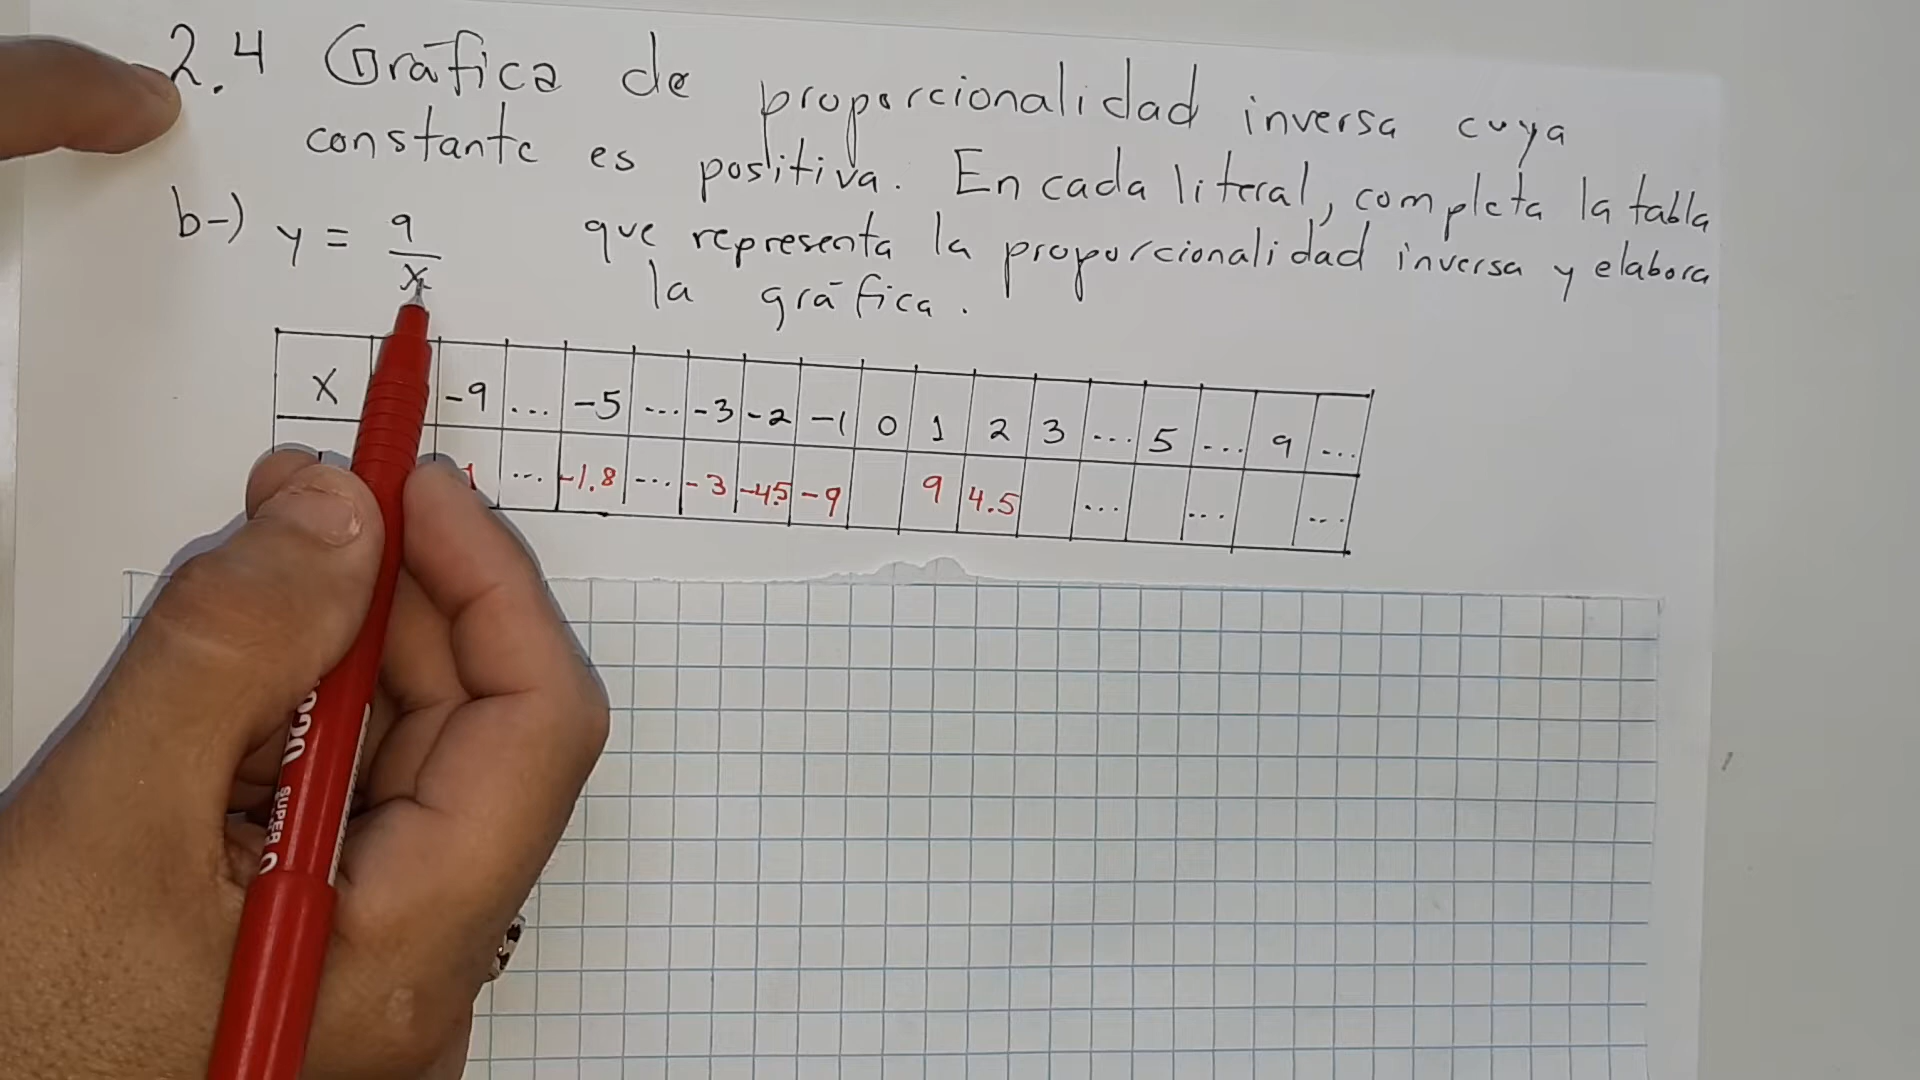 2.4 Gráfica de proporcionalidad inversa cuya
constante es positiva. En cada literal, completa la tabla
b-) y = 9/x que representa la proporcionalidad inversa y elabora
la gráfica.
X -9 ... -5 ... -3 -2 -1 0 1 2 3 ... 5 ... 9 ...
1 ... -1.8 ... -3 -4.5 -9 9 4.5 ... ... ...
SUPER